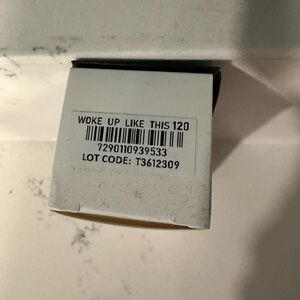 WOKE UP LIKE THIS 120
7290110939533
LOT CODE: T3612309